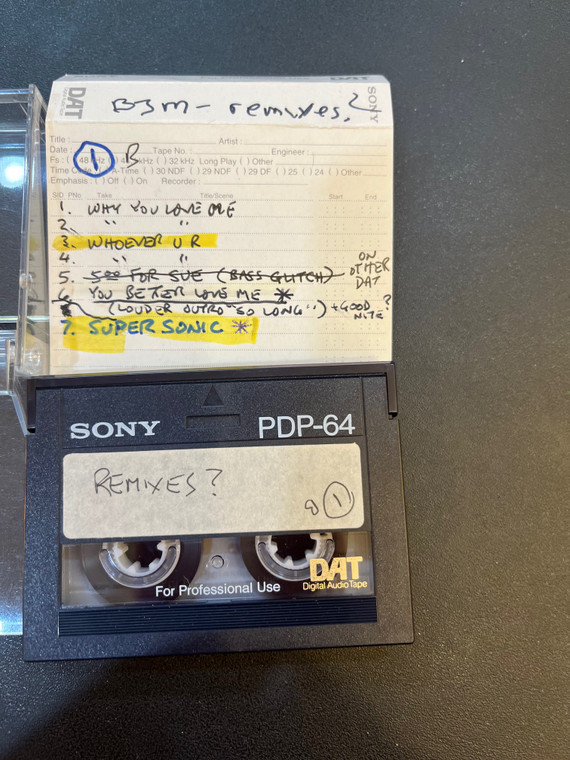 DAT
SONY
B3M - remixes?
Title : Artist :
Date : Tape No. : Engineer :
① B
Fs : ( ) 48 kHz ( ) 44.1 kHz ( ) 32 kHz Long Play ( ) Other
Time Code ( ) A-Time ( ) 30 NDF ( ) 29 NDF ( ) 29 DF ( ) 25 ( ) 24 ( ) Other
Emphasis : ( ) Off ( ) On Recorder :
SID PNo Take Title/Scene Start End
1. WHY YOU LOVE ME
2. " "
3. WHOEVER U R
4. " "
5. 500 FOR SUE (BASS GLITCH) ON OTHER DAT
6. YOU BETTER LOVE ME *
(LOUDER OUTRO "SO LONG") + GOOD NITE ?
7. SUPER SONIC *
SONY PDP-64
REMIXES?
①
DAT
For Professional Use Digital Audio Tape